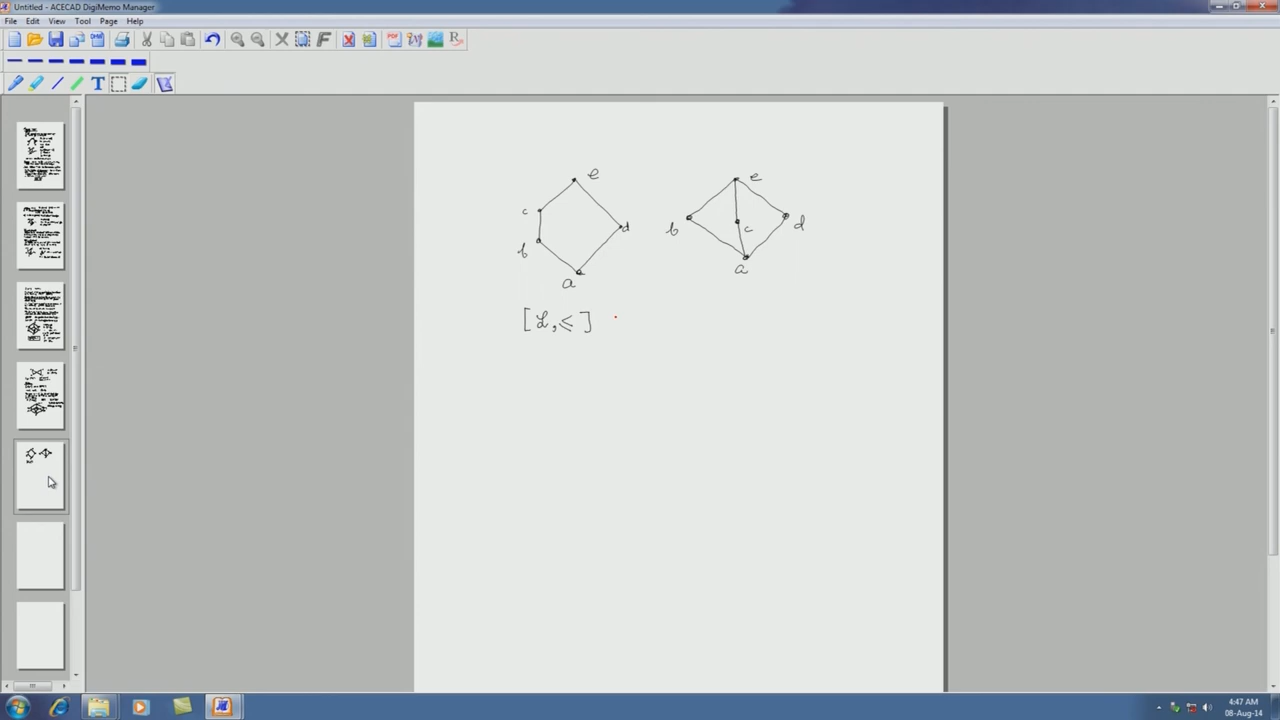 Untitled - ACECAD DigiMemo Manager
File Edit View Tool Page Help
e e
c
d
b c d
b
a a
[ℒ, ≤]
4:47 AM
08-Aug-14